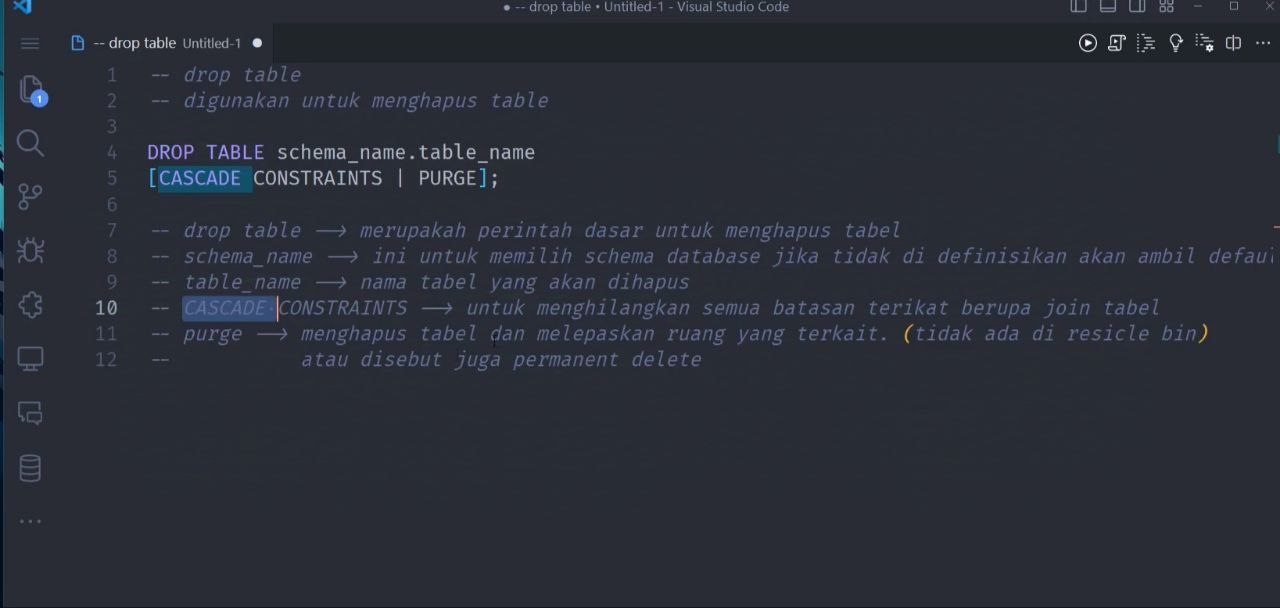 ● -- drop table • Untitled-1 - Visual Studio Code
-- drop table Untitled-1 ●
1 -- drop table
2 -- digunakan untuk menghapus table
3
4 DROP TABLE schema_name.table_name
5 [CASCADE CONSTRAINTS | PURGE];
6
7 -- drop table --> merupakah perintah dasar untuk menghapus tabel
8 -- schema_name --> ini untuk memilih schema database jika tidak di definisikan akan ambil defaul
9 -- table_name --> nama tabel yang akan dihapus
10 -- CASCADE CONSTRAINTS --> untuk menghilangkan semua batasan terikat berupa join tabel
11 -- purge --> menghapus tabel dan melepaskan ruang yang terkait. (tidak ada di resicle bin)
12 -- atau disebut juga permanent delete
1